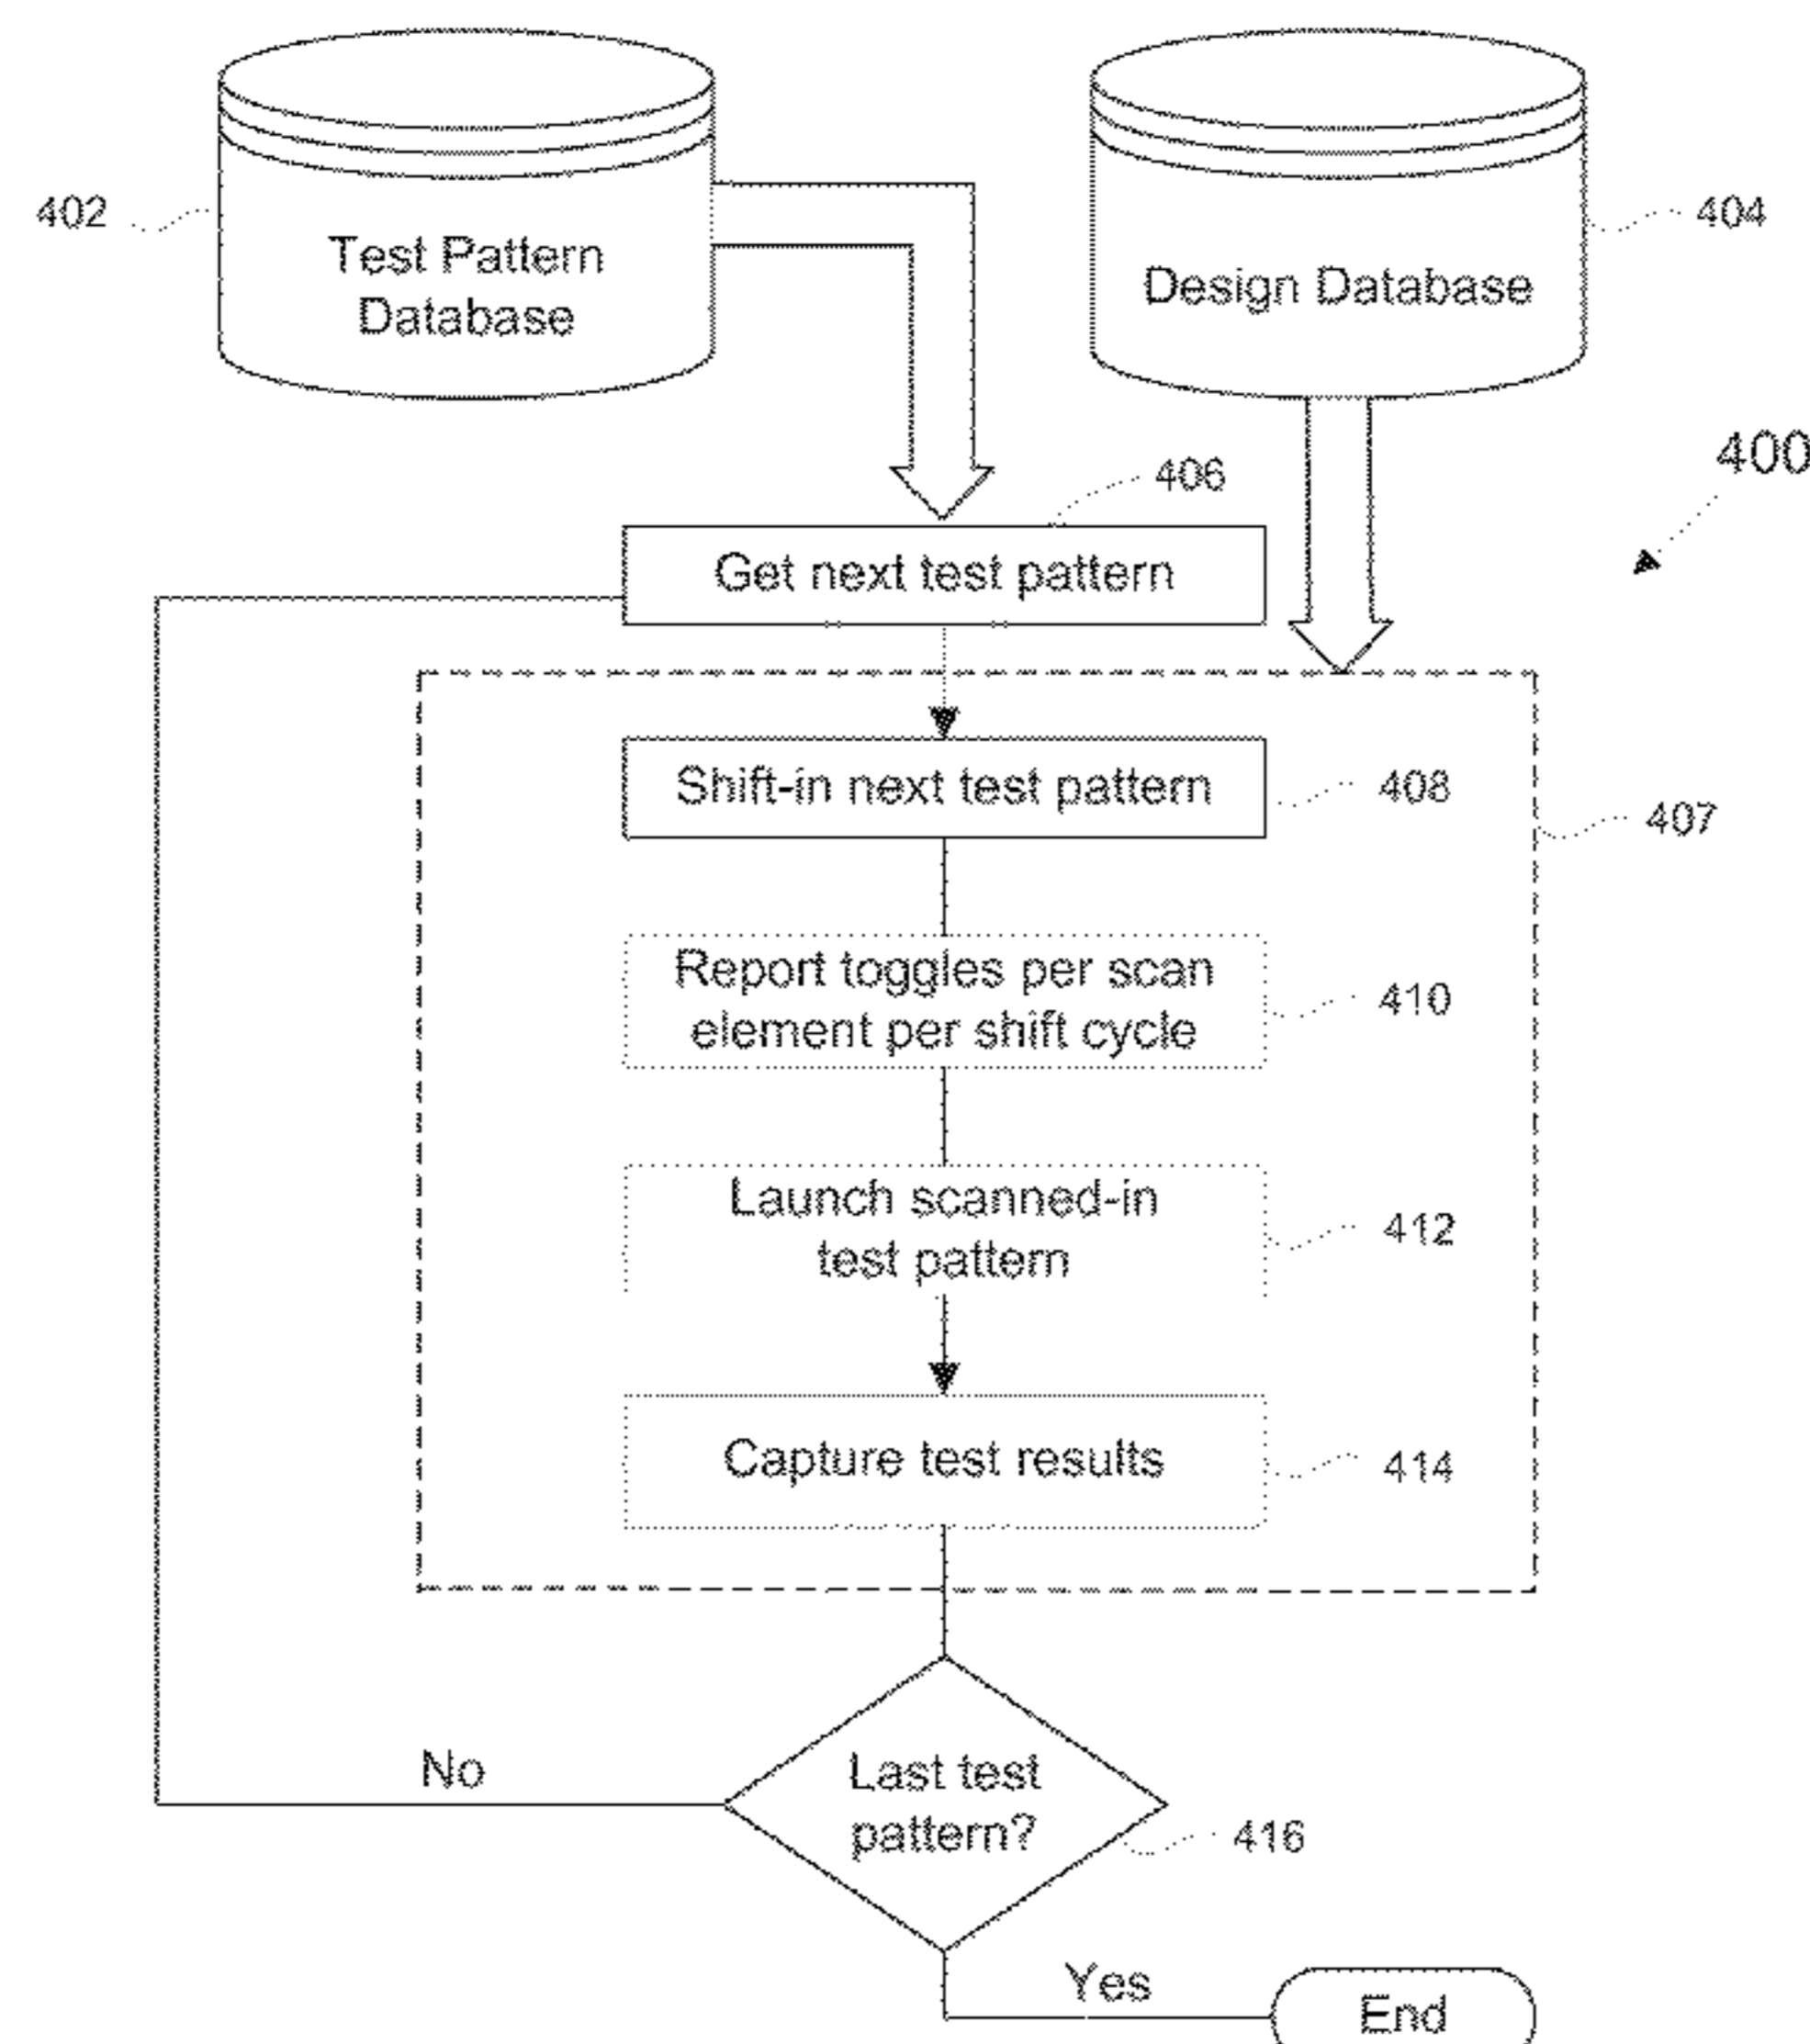 402
Test Pattern
Database
Design Database
404
400
406
Get next test pattern
Shift-in next test pattern
408
407
Report toggles per scan
element per shift cycle
410
Launch scanned-in
test pattern
412
Capture test results
414
No
Last test
pattern?
416
Yes
End